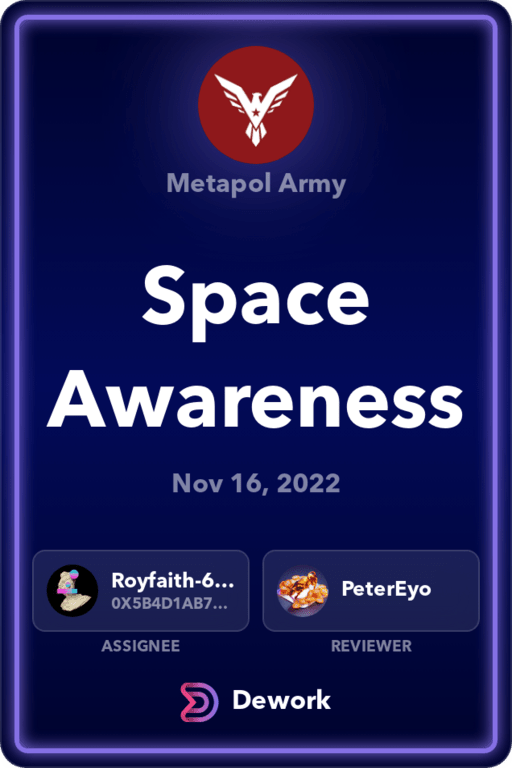 Metapol Army
Space
Awareness
Nov 16, 2022
Royfaith-6...
0X5B4D1AB7...
PeterEyo
ASSIGNEE
REVIEWER
Dework